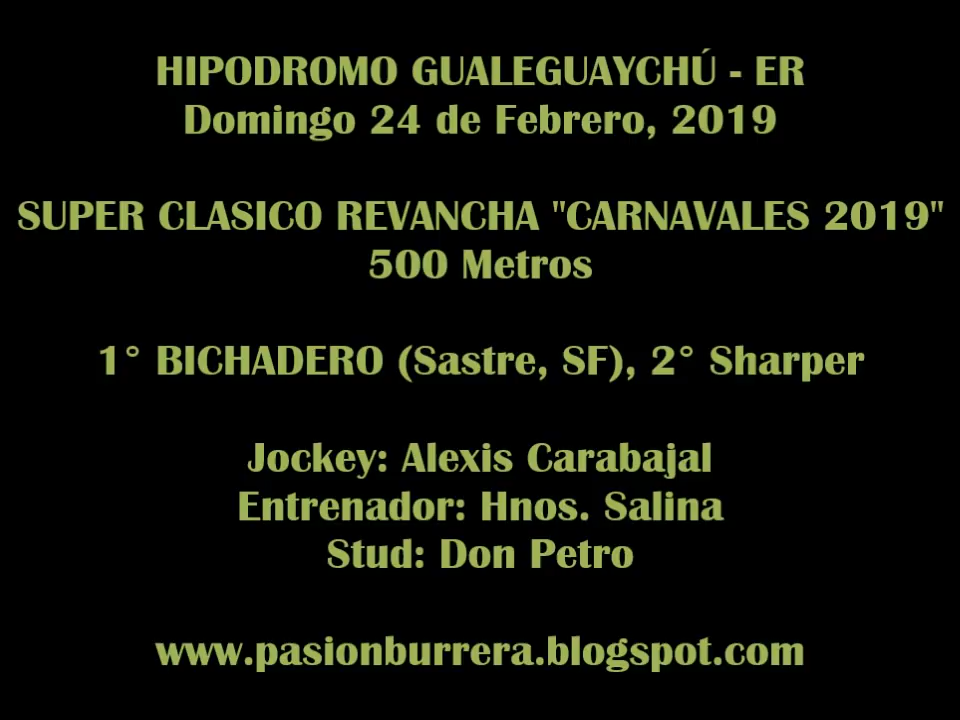 HIPODROMO GUALEGUAYCHÚ - ER
Domingo 24 de Febrero, 2019
SUPER CLASICO REVANCHA "CARNAVALES 2019"
500 Metros
1° BICHADERO (Sastre, SF), 2° Sharper
Jockey: Alexis Carabajal
Entrenador: Hnos. Salina
Stud: Don Petro
www.pasionburrera.blogspot.com